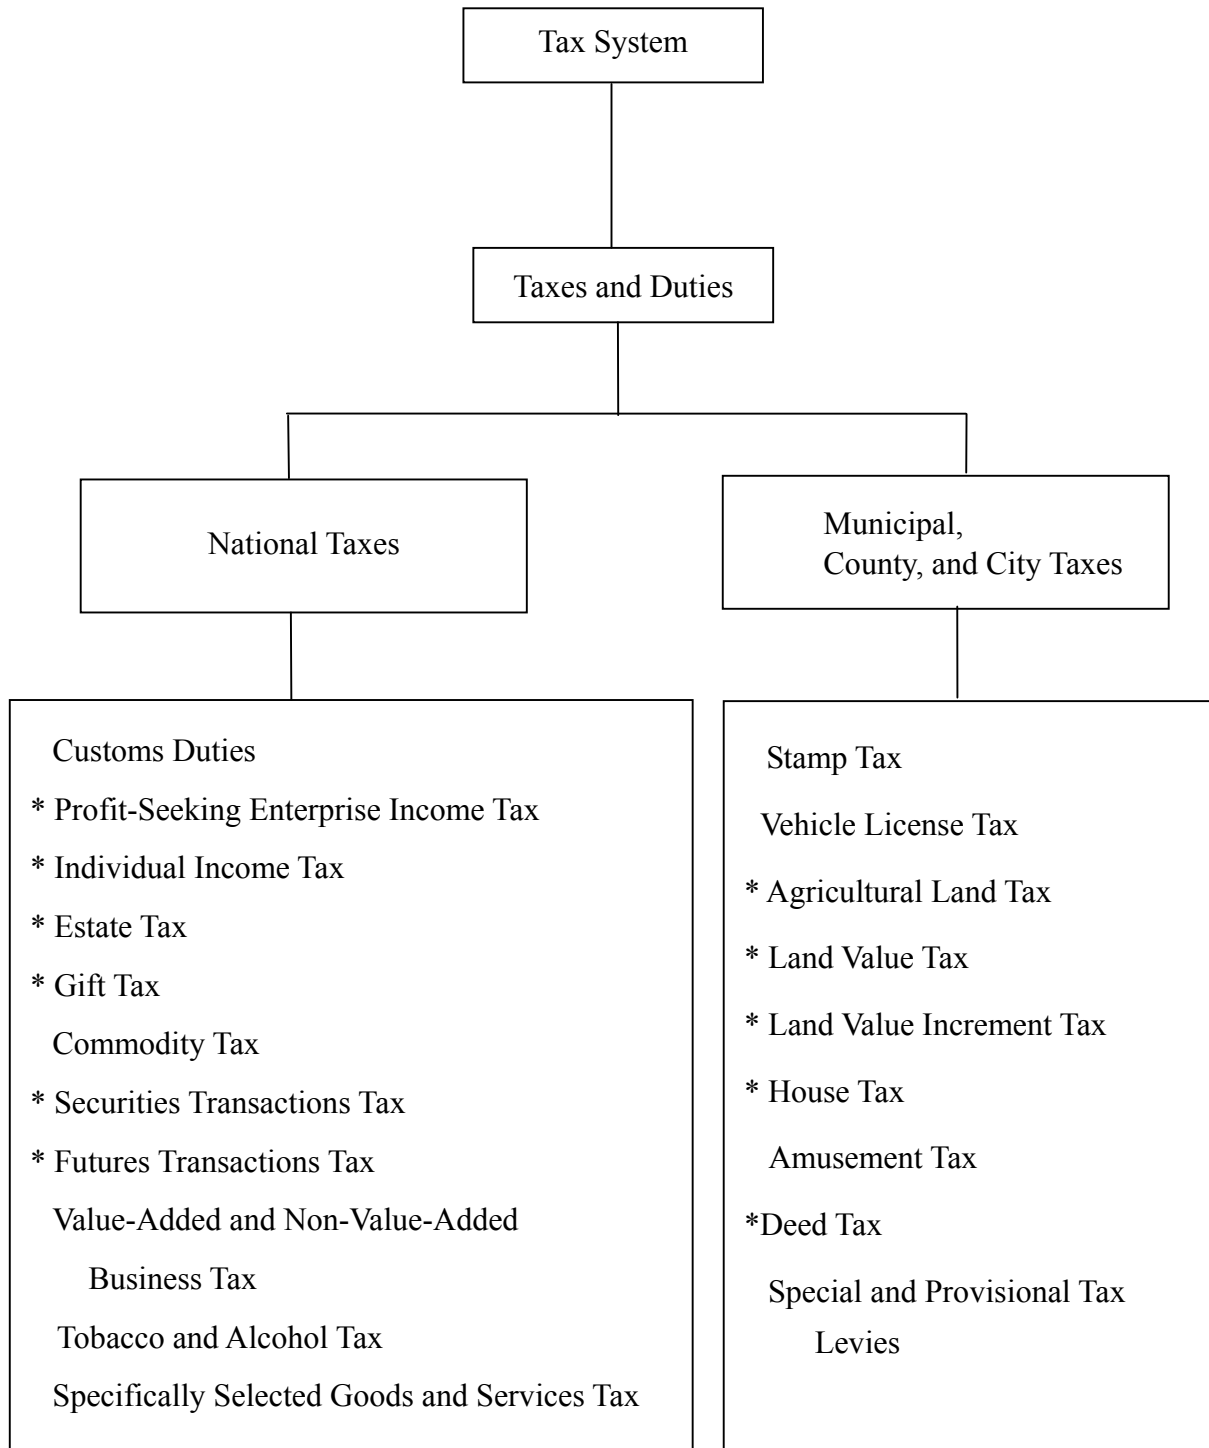 Tax System
Taxes and Duties
National Taxes
Municipal,
County, and City Taxes
Customs Duties
* Profit-Seeking Enterprise Income Tax
* Individual Income Tax
* Estate Tax
* Gift Tax
Commodity Tax
* Securities Transactions Tax
* Futures Transactions Tax
Value-Added and Non-Value-Added
Business Tax
Tobacco and Alcohol Tax
Specifically Selected Goods and Services Tax
Stamp Tax
Vehicle License Tax
* Agricultural Land Tax
* Land Value Tax
* Land Value Increment Tax
* House Tax
Amusement Tax
*Deed Tax
Special and Provisional Tax
Levies